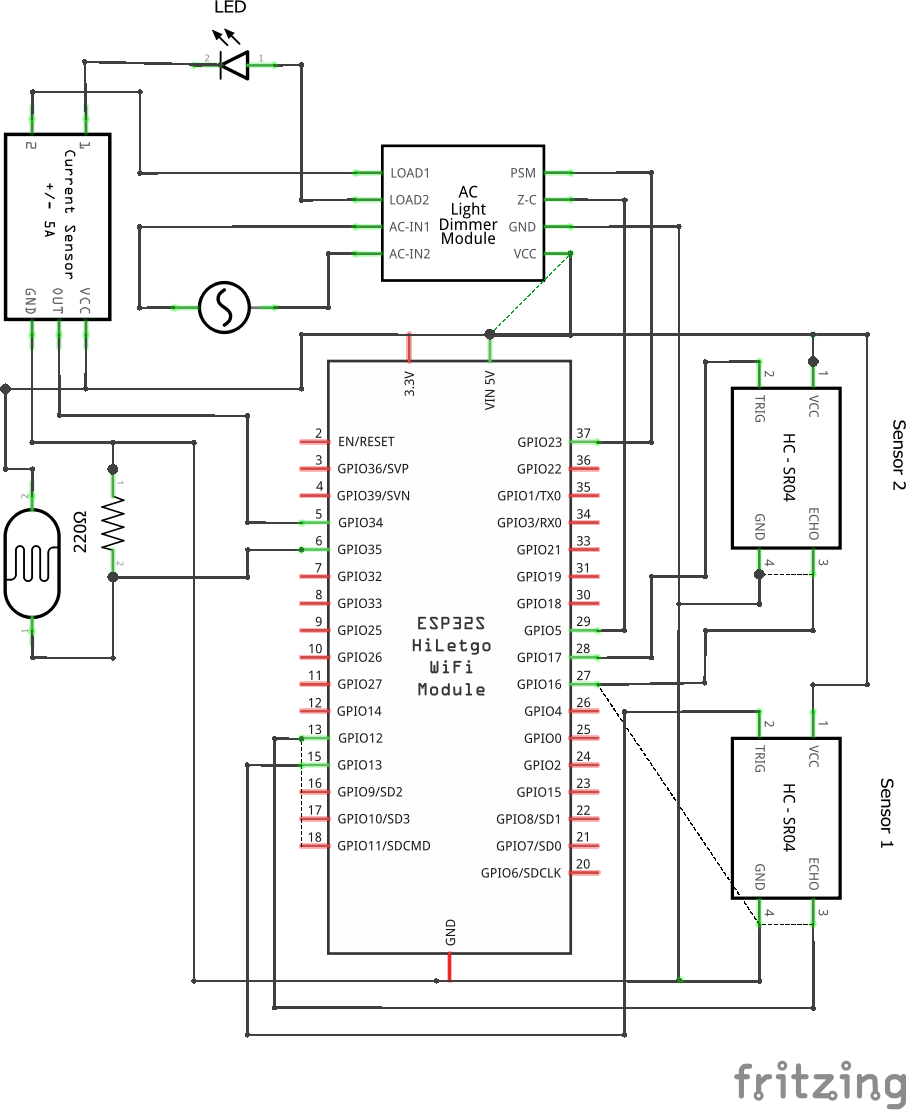 LED
2 1
2 1
Current Sensor
+/- 5A
GND OUT VCC
LOAD1
LOAD2
AC-IN1
AC-IN2
AC
Light
Dimmer
Module
PSM
Z-C
GND
VCC
3.3V
VIN 5V
2 EN/RESET
3 GPIO36/SVP
4 GPIO39/SVN
5 GPIO34
6 GPIO35
7 GPIO32
8 GPIO33
9 GPIO25
10 GPIO26
11 GPIO27
12 GPIO14
13 GPIO12
15 GPIO13
16 GPIO9/SD2
17 GPIO10/SD3
18 GPIO11/SDCMD
ESP32S
HiLetgo
WiFi
Module
GPIO23 37
GPIO22 36
GPIO1/TX0 35
GPIO3/RX0 34
GPIO21 33
GPIO19 31
GPIO18 30
GPIO5 29
GPIO17 28
GPIO16 27
GPIO4 26
GPIO0 25
GPIO2 24
GPIO15 23
GPIO8/SD1 22
GPIO7/SD0 21
GPIO6/SDCLK 20
GND
2
1
220Ω
1
2
2 1
TRIG VCC
HC - SR04
GND ECHO
4 3
Sensor 2
2 1
TRIG VCC
HC - SR04
GND ECHO
4 3
Sensor 1
fritzing